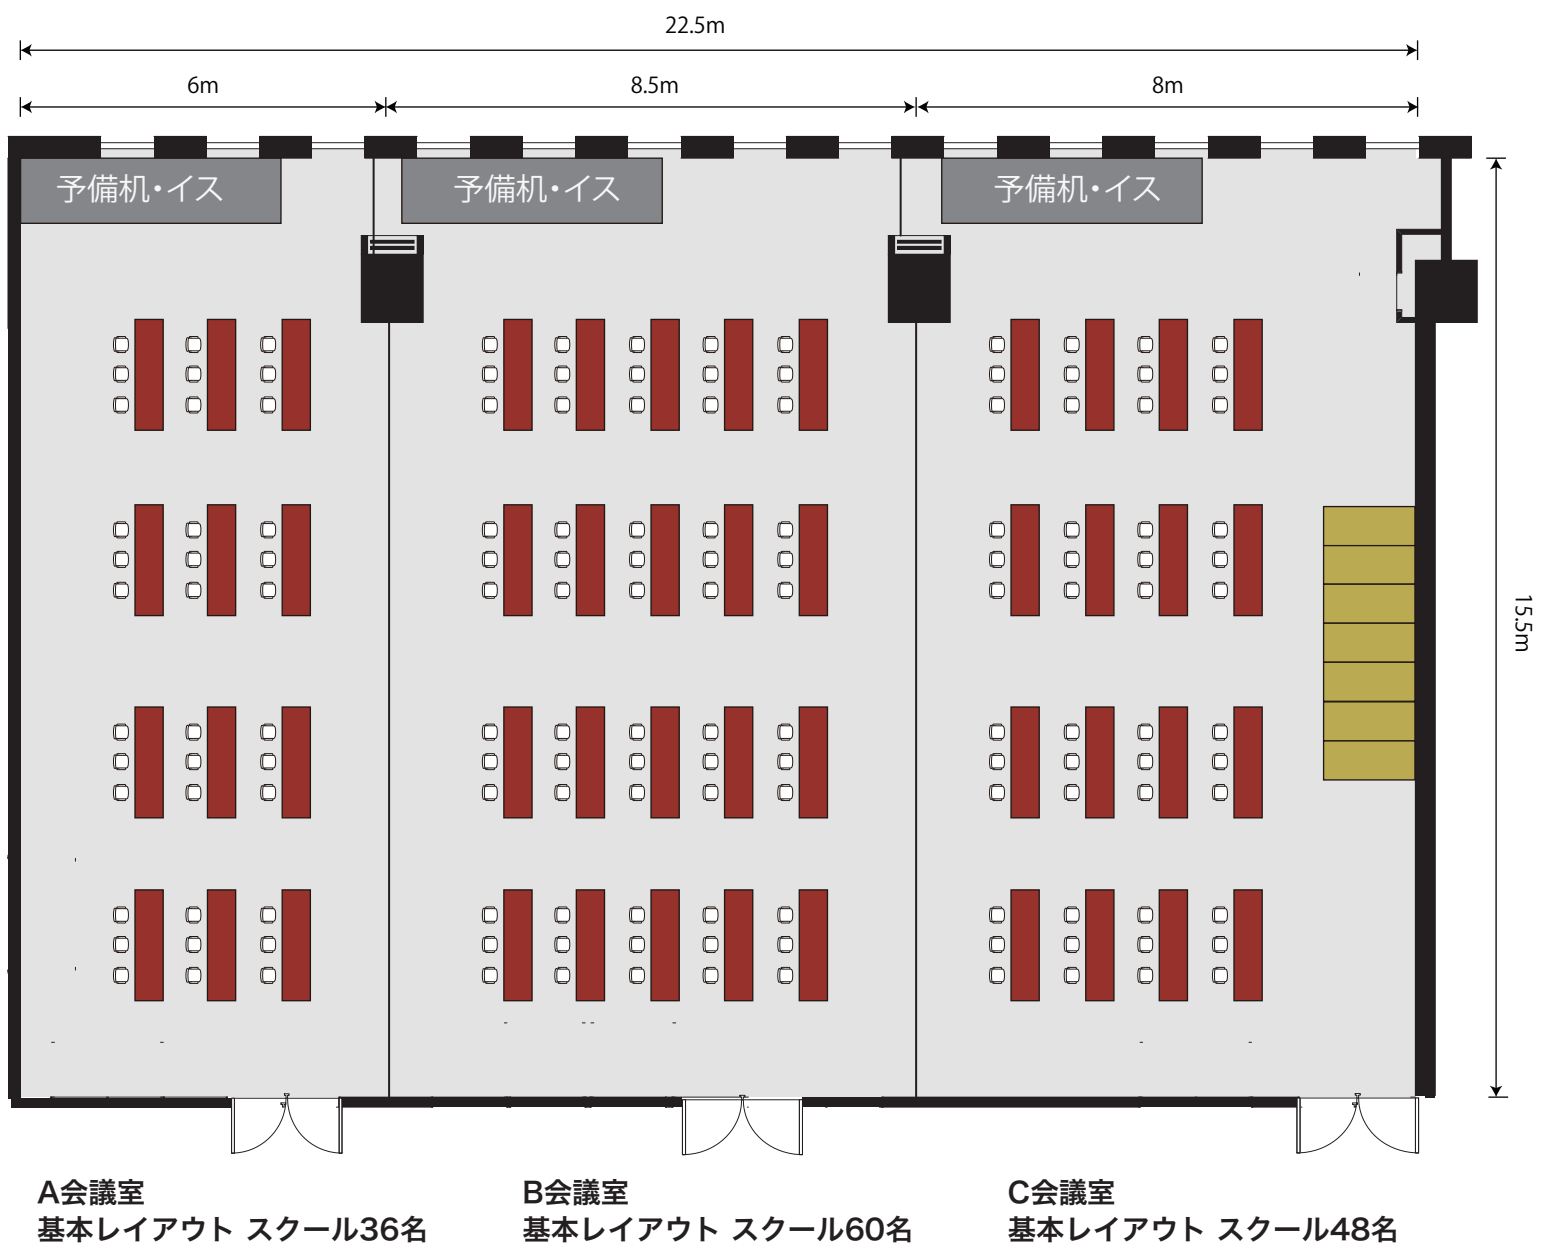 22.5m
6m
8.5m
8m
予備机・イス
予備机・イス
予備机・イス
15.5m
A会議室
基本レイアウト スクール36名
B会議室
基本レイアウト スクール60名
C会議室
基本レイアウト スクール48名